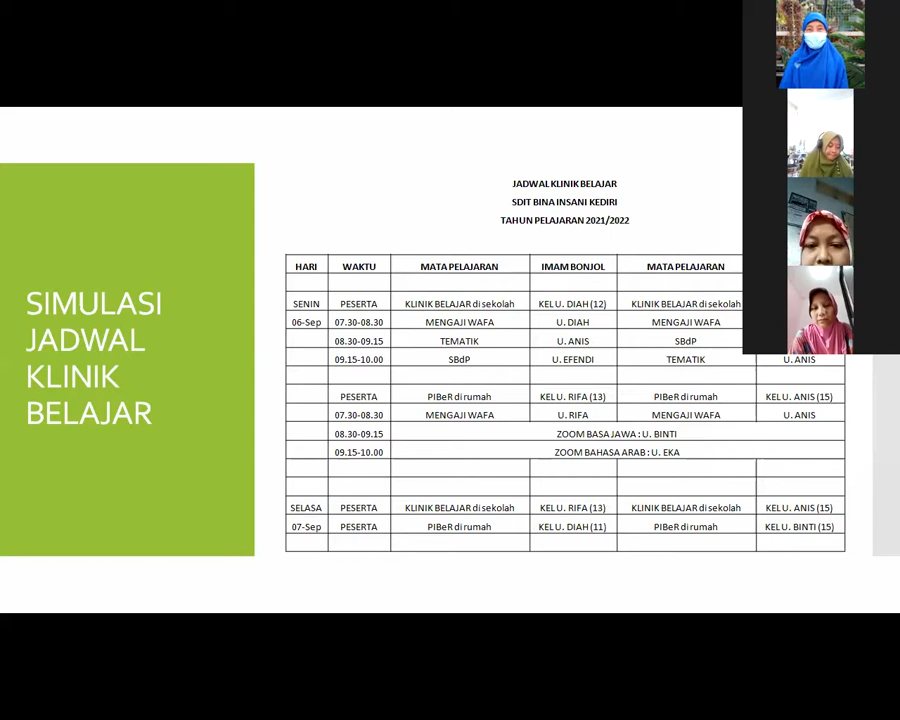 SIMULASI
JADWAL
KLINIK
BELAJAR
JADWAL KLINIK BELAJAR
SDIT BINA INSANI KEDIRI
TAHUN PELAJARAN 2021/2022
HARI WAKTU MATA PELAJARAN IMAM BONJOL MATA PELAJARAN
SENIN PESERTA KLINIK BELAJAR di sekolah KEL U. DIAH (12) KLINIK BELAJAR di sekolah
06-Sep 07.30-08.30 MENGAJI WAFA U. DIAH MENGAJI WAFA
08.30-09.15 TEMATIK U. ANIS SBdP
09.15-10.00 SBdP U. EFENDI TEMATIK U. ANIS
PESERTA PIBeR di rumah KEL U. RIFA (13) PIBeR di rumah KEL U. ANIS (15)
07.30-08.30 MENGAJI WAFA U. RIFA MENGAJI WAFA U. ANIS
08.30-09.15 ZOOM BASA JAWA : U. BINTI
09.15-10.00 ZOOM BAHASA ARAB : U. EKA
SELASA PESERTA KLINIK BELAJAR di sekolah KEL U. RIFA (13) KLINIK BELAJAR di sekolah KEL U. ANIS (15)
07-Sep PESERTA PIBeR di rumah KEL U. DIAH (11) PIBeR di rumah KEL U. BINTI (15)